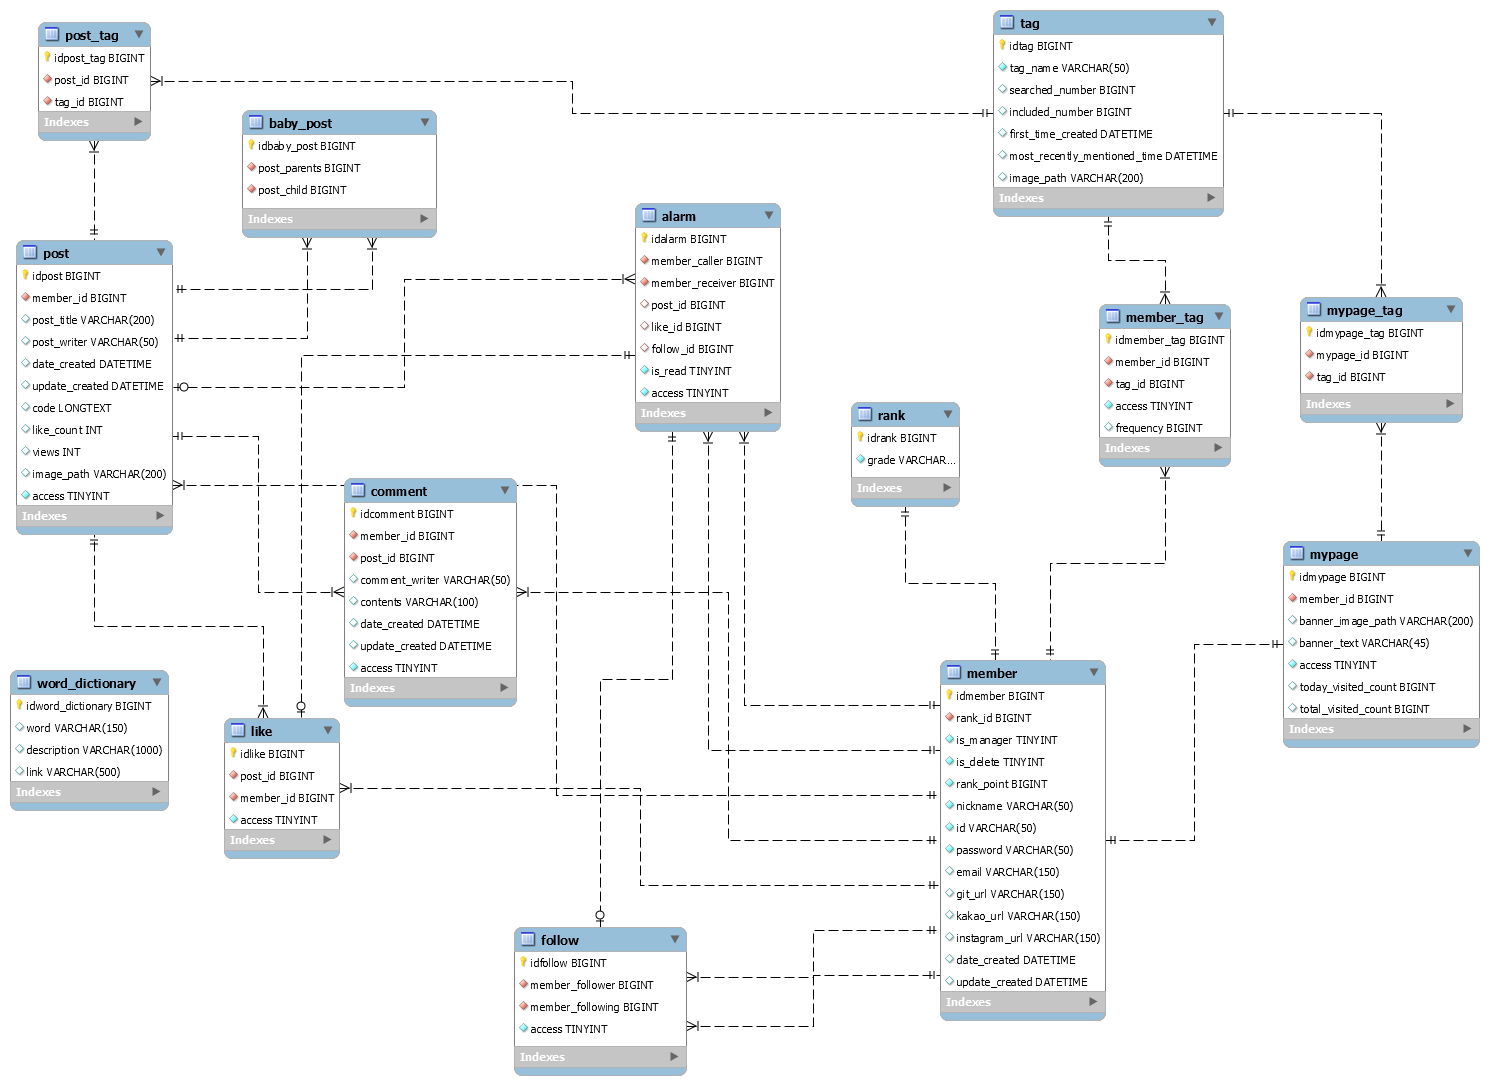 post_tag
idpost_tag BIGINT
post_id BIGINT
tag_id BIGINT
Indexes
baby_post
idbaby_post BIGINT
post_parents BIGINT
post_child BIGINT
Indexes
tag
idtag BIGINT
tag_name VARCHAR(50)
searched_number BIGINT
included_number BIGINT
first_time_created DATETIME
most_recently_mentioned_time DATETIME
image_path VARCHAR(200)
Indexes
post
idpost BIGINT
member_id BIGINT
post_title VARCHAR(200)
post_writer VARCHAR(50)
date_created DATETIME
update_created DATETIME
code LONGTEXT
like_count INT
views INT
image_path VARCHAR(200)
access TINYINT
Indexes
alarm
idalarm BIGINT
member_caller BIGINT
member_receiver BIGINT
post_id BIGINT
like_id BIGINT
follow_id BIGINT
is_read TINYINT
access TINYINT
Indexes
member_tag
idmember_tag BIGINT
member_id BIGINT
tag_id BIGINT
access TINYINT
frequency BIGINT
Indexes
mypage_tag
idmypage_tag BIGINT
mypage_id BIGINT
tag_id BIGINT
Indexes
rank
idrank BIGINT
grade VARCHAR...
Indexes
comment
idcomment BIGINT
member_id BIGINT
post_id BIGINT
comment_writer VARCHAR(50)
contents VARCHAR(100)
date_created DATETIME
update_created DATETIME
access TINYINT
Indexes
mypage
idmypage BIGINT
member_id BIGINT
banner_image_path VARCHAR(200)
banner_text VARCHAR(45)
access TINYINT
today_visited_count BIGINT
total_visited_count BIGINT
Indexes
word_dictionary
idword_dictionary BIGINT
word VARCHAR(150)
description VARCHAR(1000)
link VARCHAR(500)
Indexes
like
idlike BIGINT
post_id BIGINT
member_id BIGINT
access TINYINT
Indexes
member
idmember BIGINT
rank_id BIGINT
is_manager TINYINT
is_delete TINYINT
rank_point BIGINT
nickname VARCHAR(50)
id VARCHAR(50)
password VARCHAR(50)
email VARCHAR(150)
git_url VARCHAR(150)
kakao_url VARCHAR(150)
instagram_url VARCHAR(150)
date_created DATETIME
update_created DATETIME
Indexes
follow
idfollow BIGINT
member_follower BIGINT
member_following BIGINT
access TINYINT
Indexes